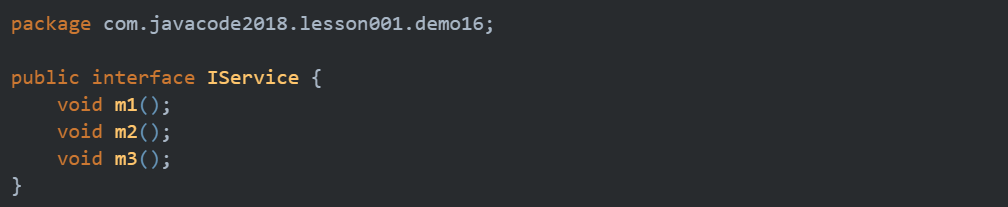 package com.javacode2018.lesson001.demo16;
public interface IService {
    void m1();
    void m2();
    void m3();
}